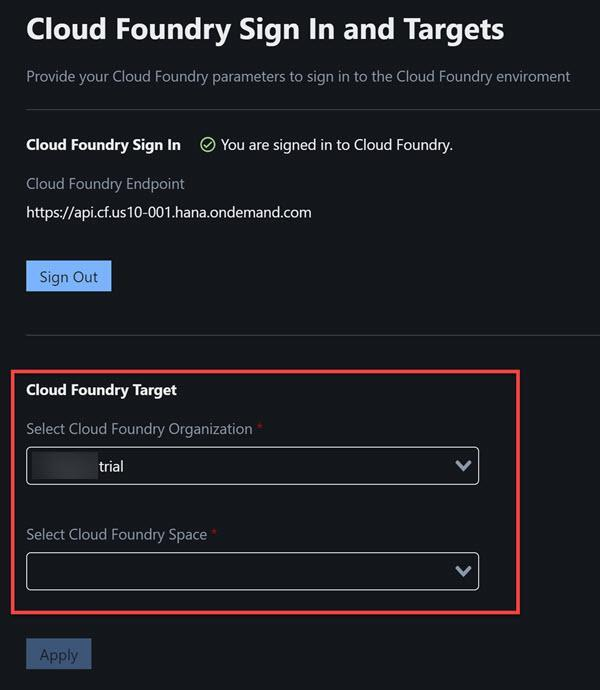 Cloud Foundry Sign In and Targets
Provide your Cloud Foundry parameters to sign in to the Cloud Foundry enviroment
Cloud Foundry Sign In You are signed in to Cloud Foundry.
Cloud Foundry Endpoint
https://api.cf.us10-001.hana.ondemand.com
Sign Out
Cloud Foundry Target
Select Cloud Foundry Organization *
trial
Select Cloud Foundry Space *
Apply